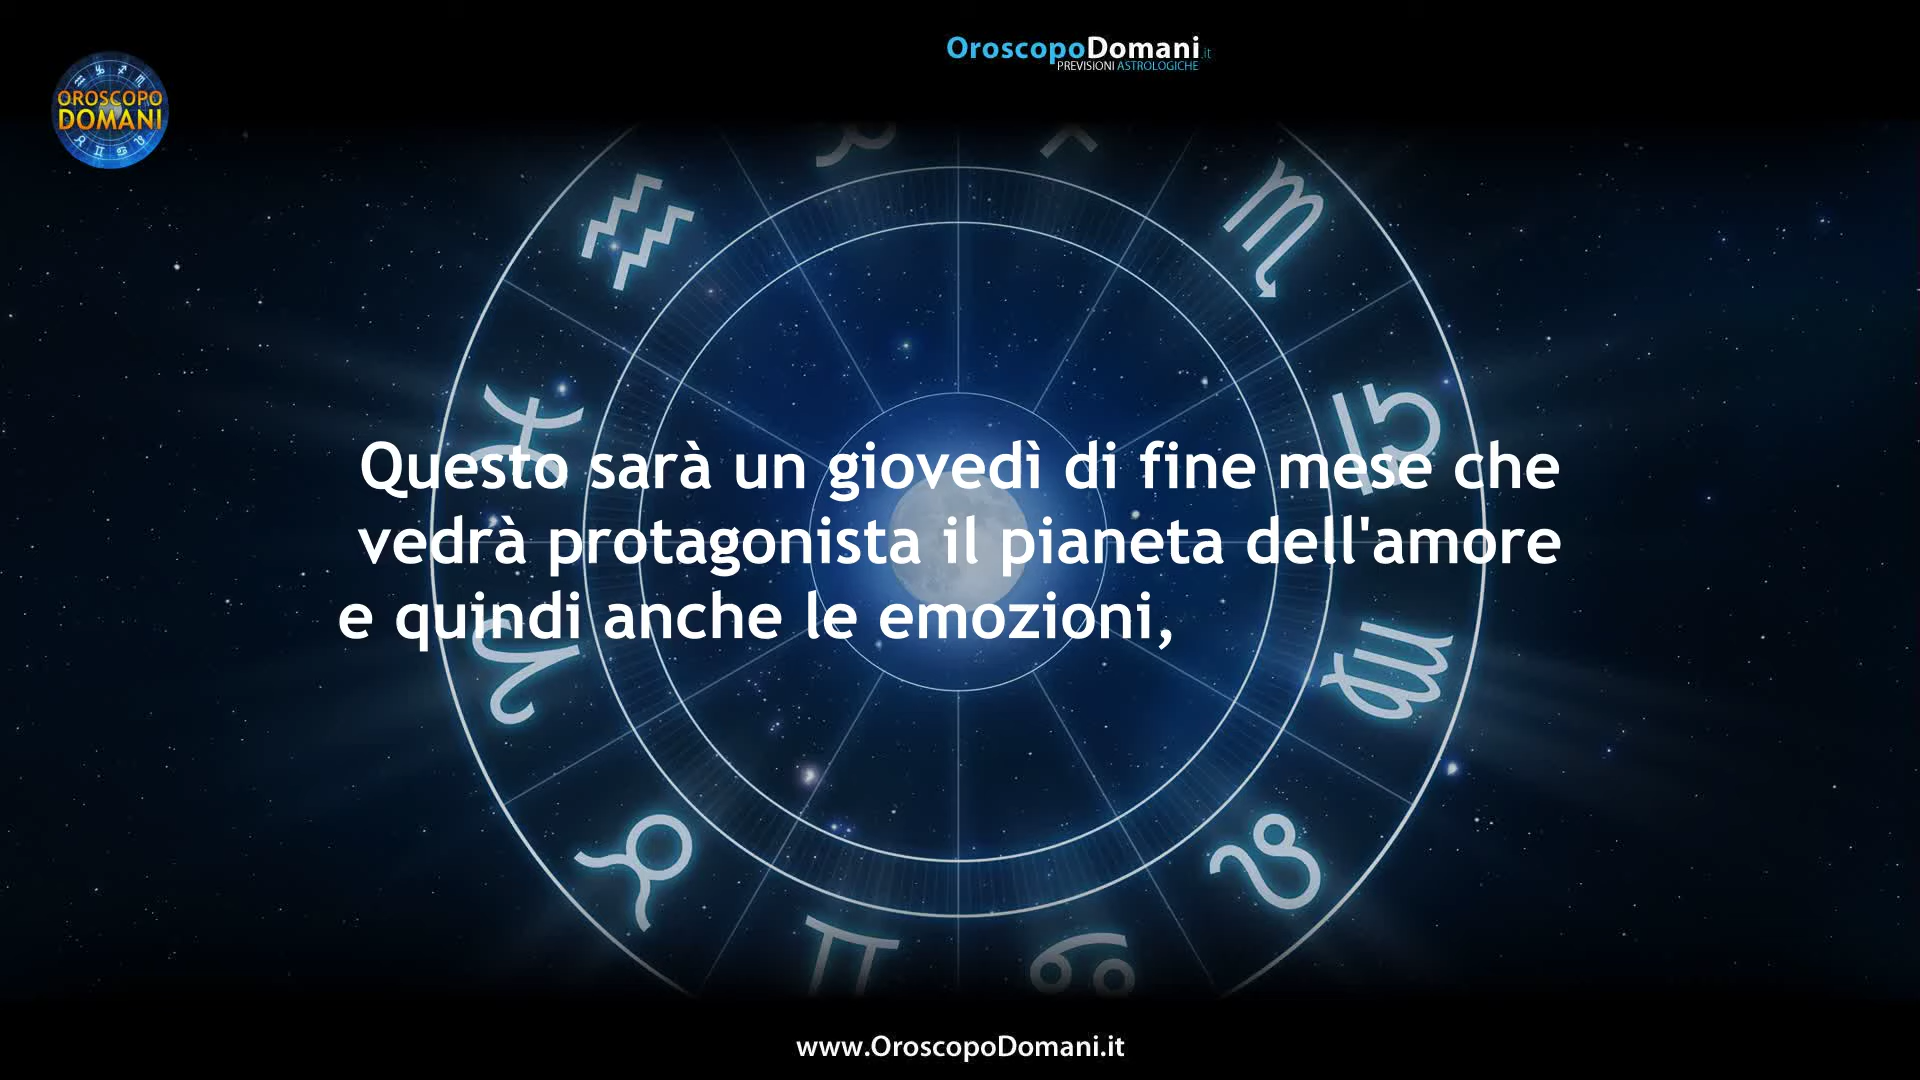 OroscopoDomani.it
PREVISIONI ASTROLOGICHE
OROSCOPO
DOMANI
Questo sarà un giovedì di fine mese che
vedrà protagonista il pianeta dell'amore
e quindi anche le emozioni,
www.OroscopoDomani.it